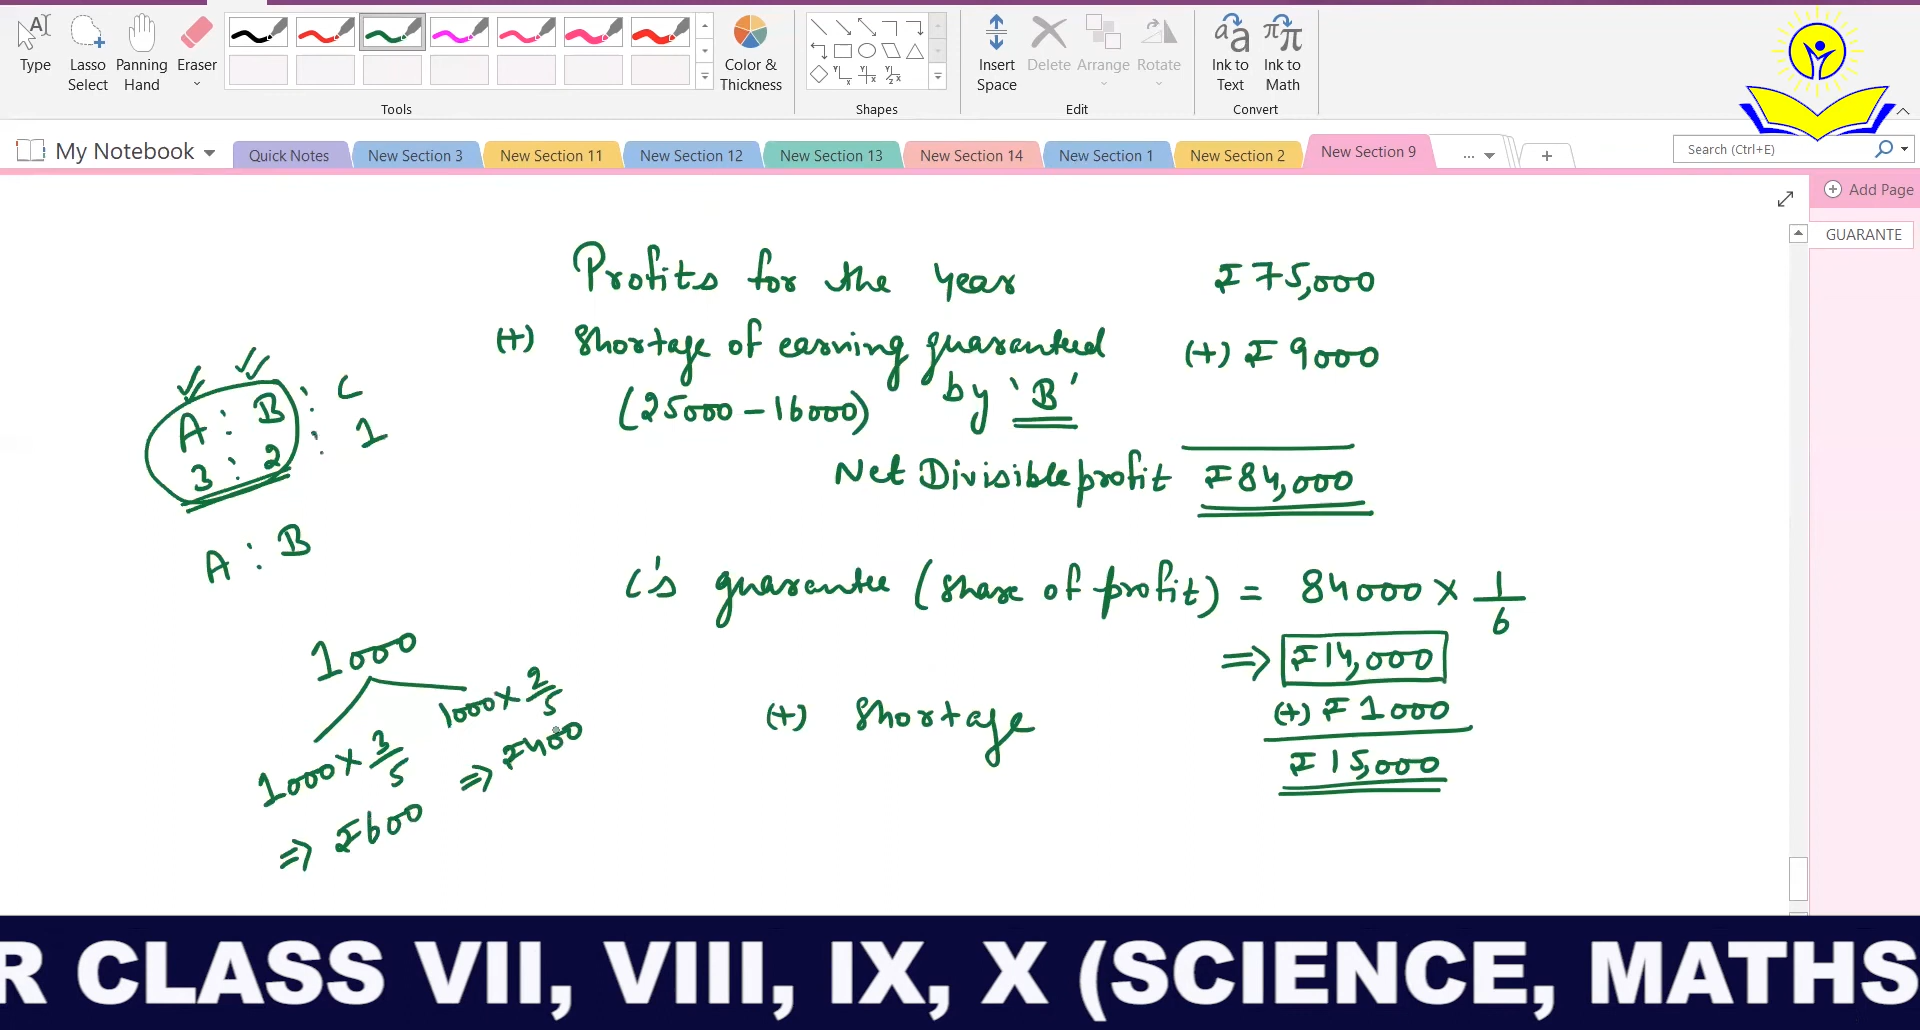 Type
Lasso Select
Panning Hand
Eraser
Color & Thickness
Insert Space
Delete
Arrange
Rotate
Ink to Text
Ink to Math
Tools
Shapes
Edit
Convert
My Notebook
Quick Notes
New Section 3
New Section 11
New Section 12
New Section 13
New Section 14
New Section 1
New Section 2
New Section 9
...
Search (Ctrl+E)
Add Page
GUARANTE
Profits for the year ₹75,000
(+) Shortage of earning guaranteed (+) ₹9000
(25000 - 16000) by 'B'
Net Divisible profit ₹84,000
C's guarantee (Share of profit) = 84000 × 1/6
⇒ ₹14,000
(+) Shortage (+) ₹1000
₹15,000
A : B : C
3 : 2 : 1
A : B
1000
1000 × 3/5
⇒ ₹600
1000 × 2/5
⇒ ₹400
R CLASS VII, VIII, IX, X (SCIENCE, MATHS